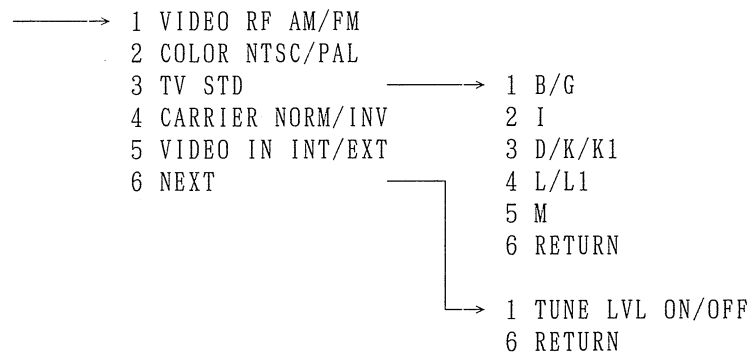 1 VIDEO RF AM/FM
2 COLOR NTSC/PAL
3 TV STD
4 CARRIER NORM/INV
5 VIDEO IN INT/EXT
6 NEXT
1 B/G
2 I
3 D/K/K1
4 L/L1
5 M
6 RETURN
1 TUNE LVL ON/OFF
6 RETURN